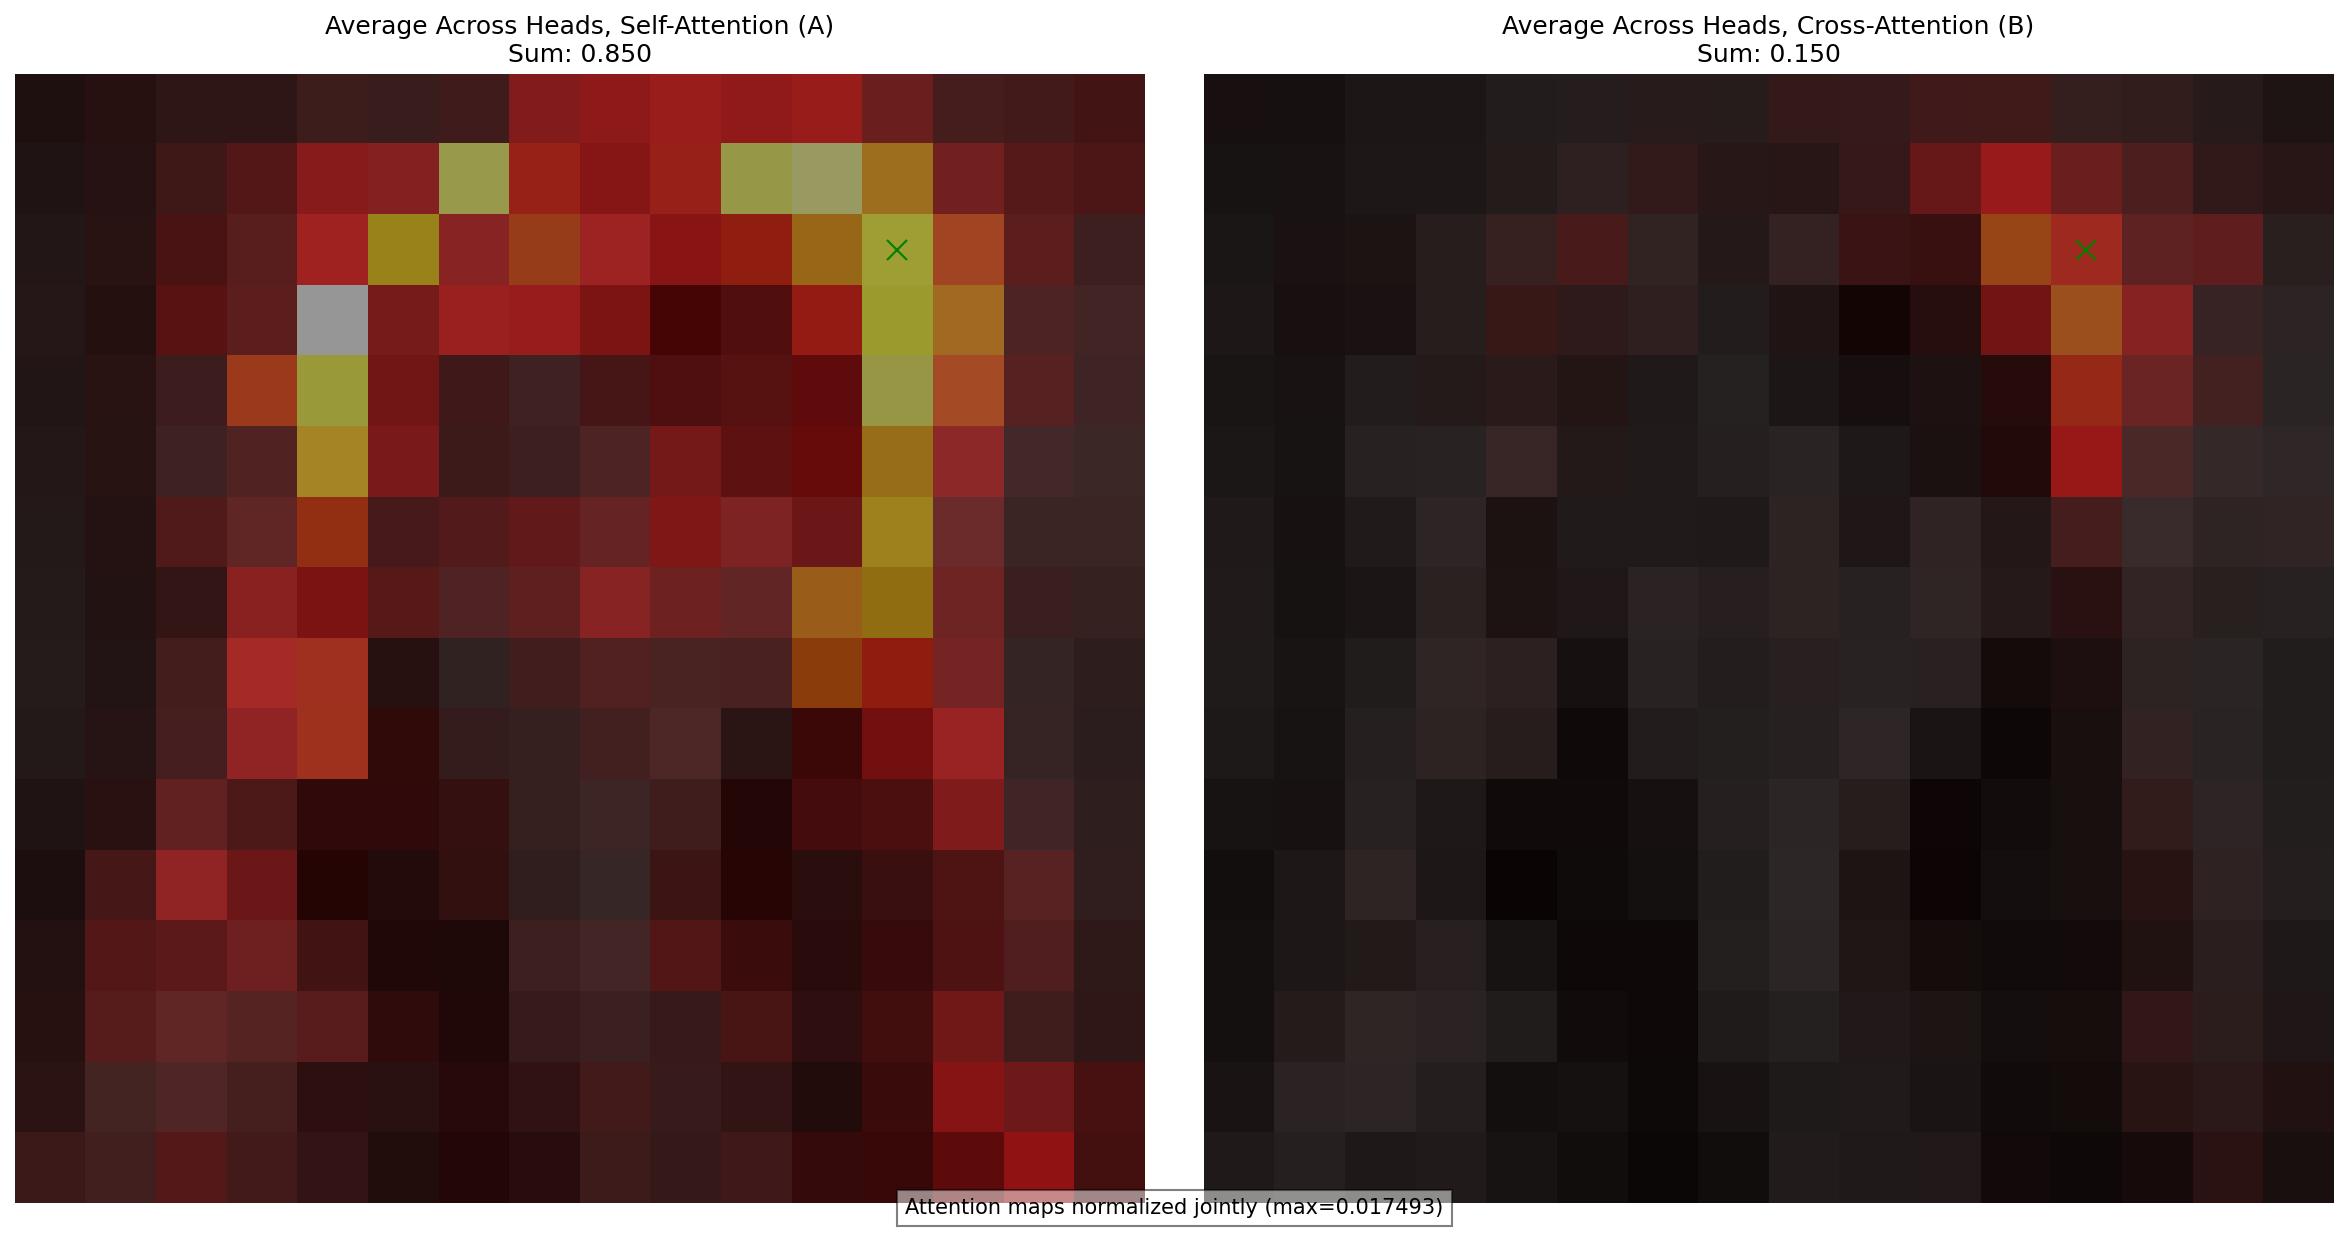 Average Across Heads, Self-Attention (A)
Sum: 0.850
Average Across Heads, Cross-Attention (B)
Sum: 0.150
Attention maps normalized jointly (max=0.017493)